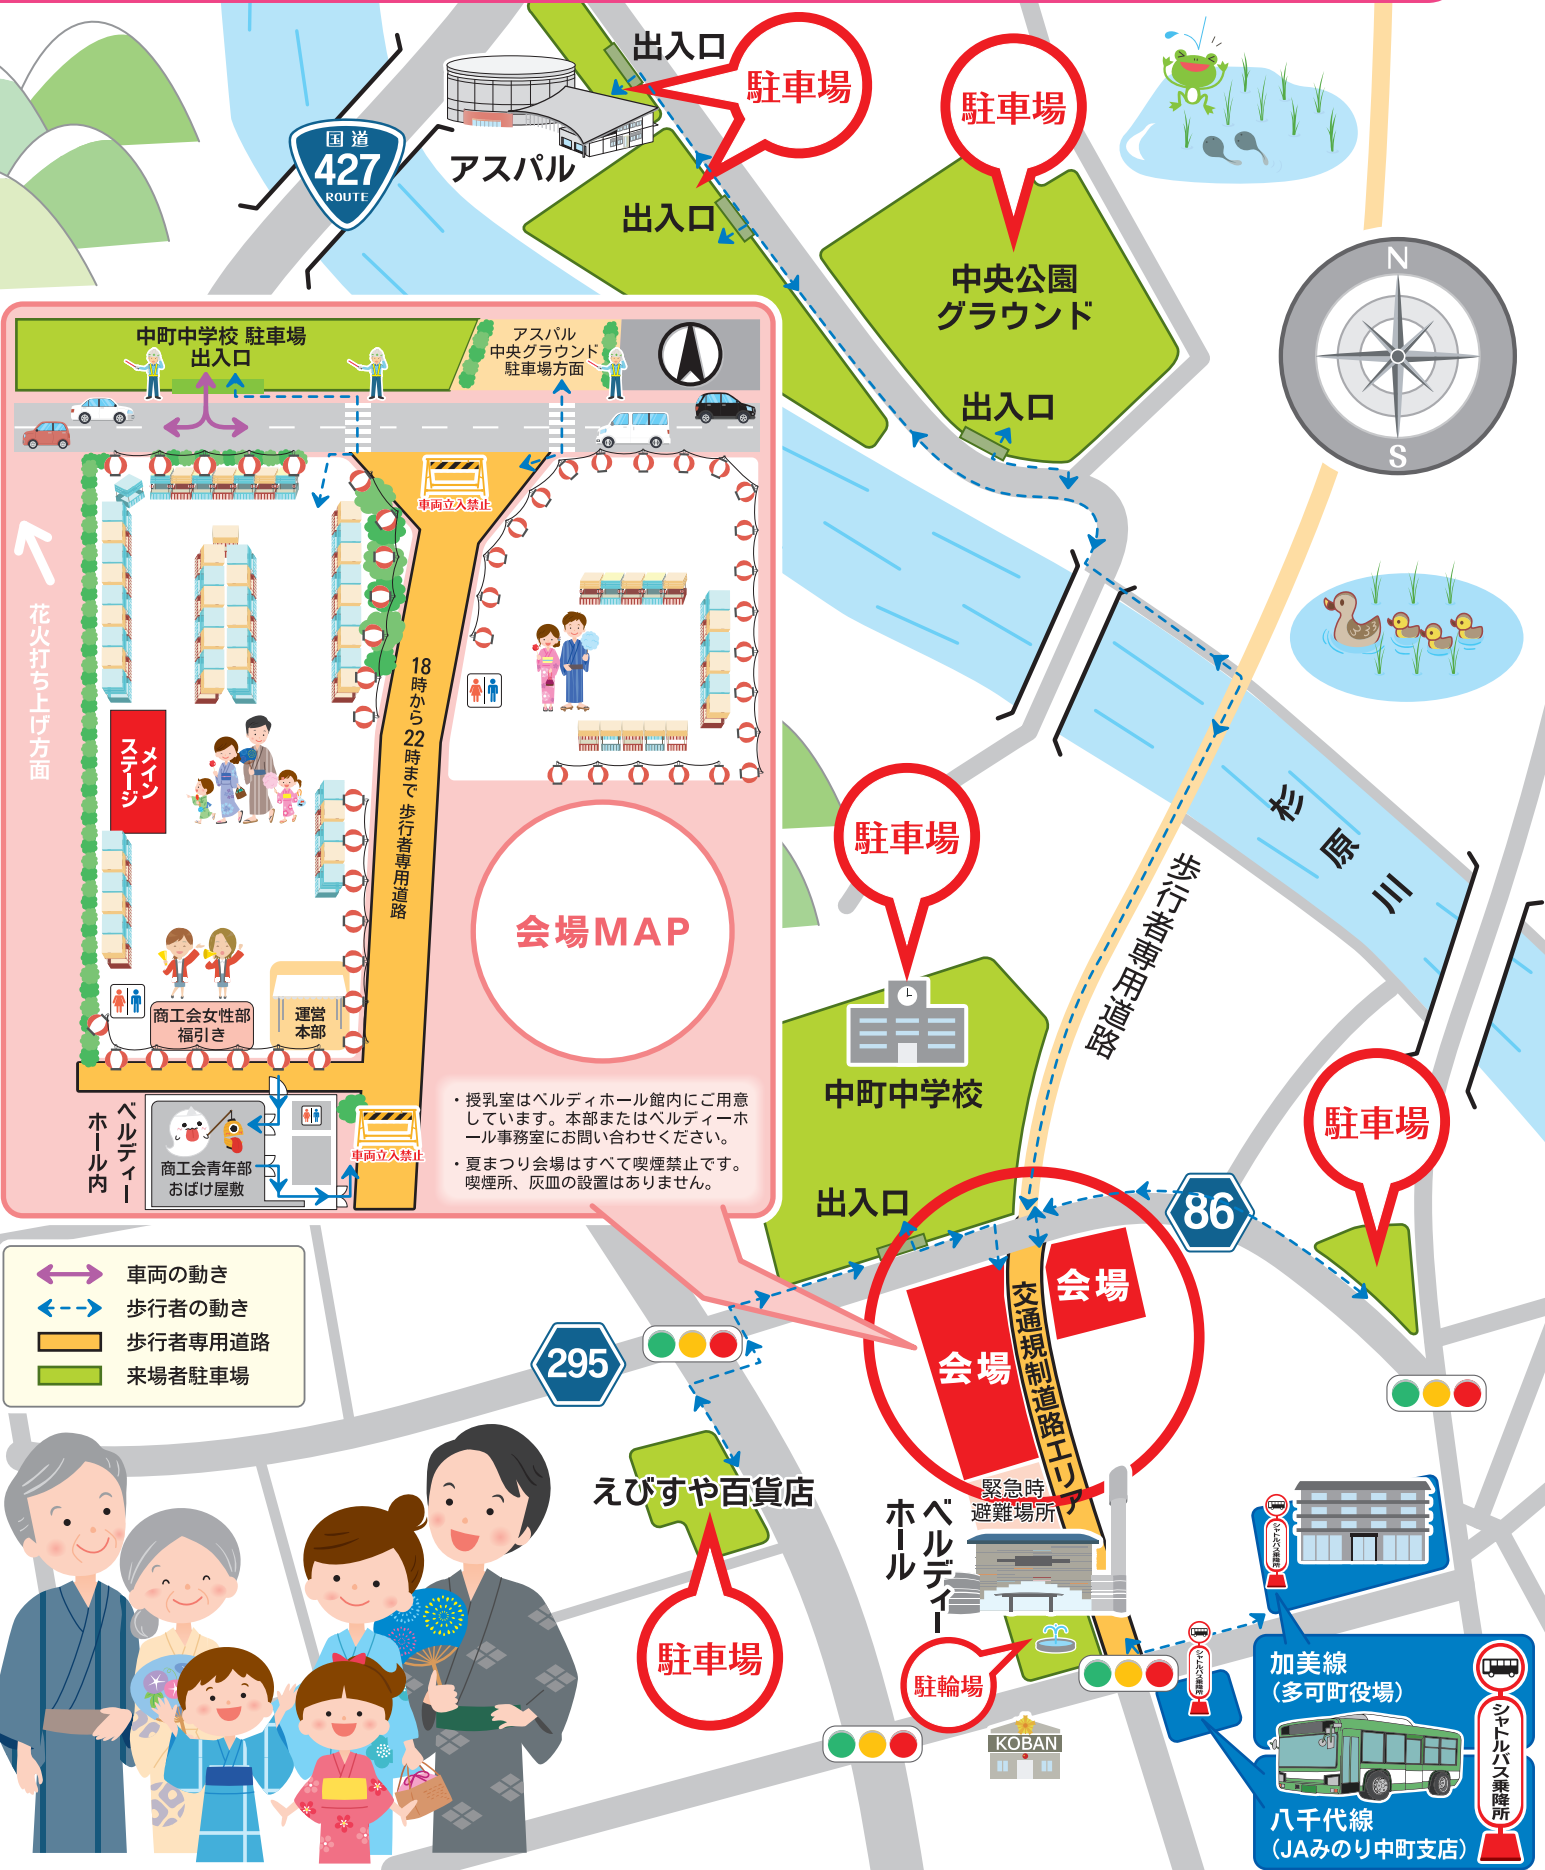 出入口
駐車場
駐車場
国道
427
ROUTE
アスパル
出入口
中央公園
グラウンド
出入口
N
S
中町中学校 駐車場
出入口
アスパル
中央グラウンド
駐車場方面
車両立入禁止
花火打ち上げ方面
18時から22時まで 歩行者専用道路
メイン
ステージ
会場MAP
商工会女性部
福引き
運営
本部
ベルディー
ホール内
商工会青年部
おばけ屋敷
車両立入禁止
・授乳室はベルディホール館内にご用意
しています。本部またはベルディーホ
ール事務室にお問い合わせください。
・夏まつり会場はすべて喫煙禁止です。
喫煙所、灰皿の設置はありません。
杉原川
歩行者専用道路
駐車場
中町中学校
駐車場
出入口
86
会場
会場
交通規制道路エリア
車両の動き
歩行者の動き
歩行者専用道路
来場者駐車場
295
えびすや百貨店
駐車場
緊急時
避難場所
ベルディー
ホール
駐輪場
KOBAN
シャトルバス乗降所
シャトルバス乗降所
加美線
(多可町役場)
八千代線
(JAみのり中町支店)
シャトルバス乗降所